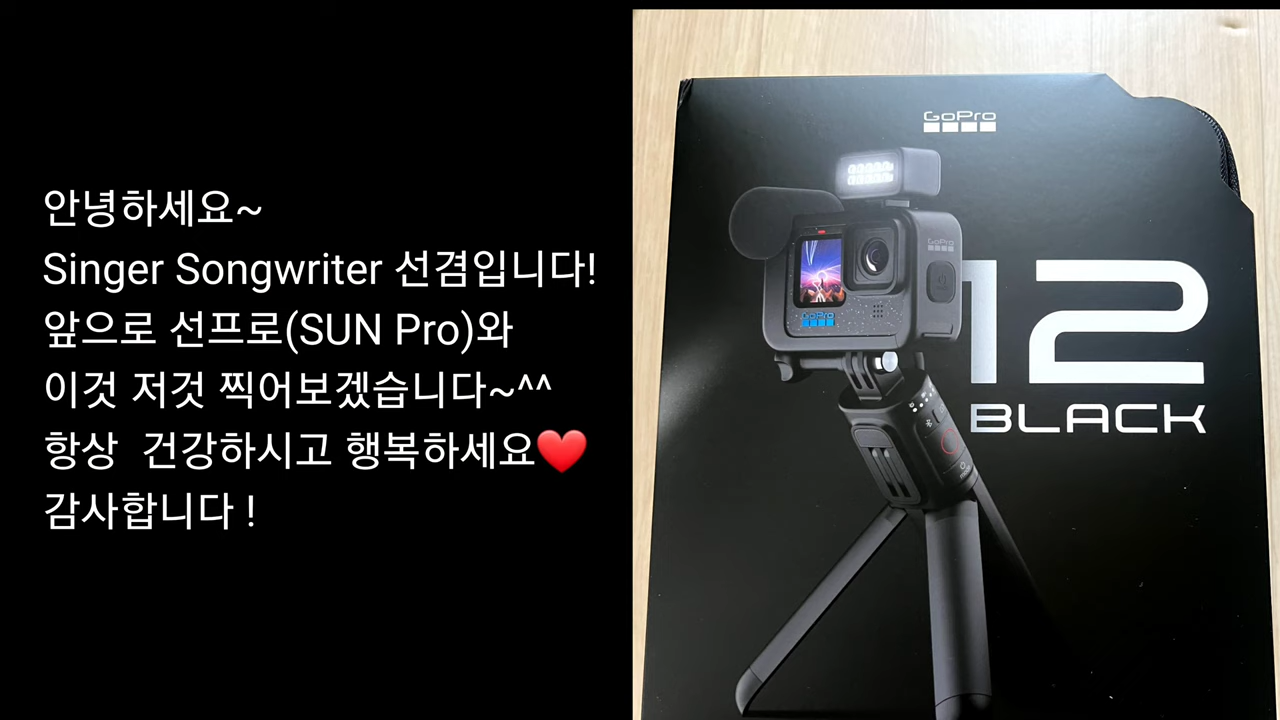 안녕하세요~
Singer Songwriter 선겸입니다!
앞으로 선프로(SUN Pro)와
이것 저것 찍어보겠습니다~^^
항상  건강하시고 행복하세요❤️
감사합니다 !
GoPro
GoPro
GoPro
12
BLACK